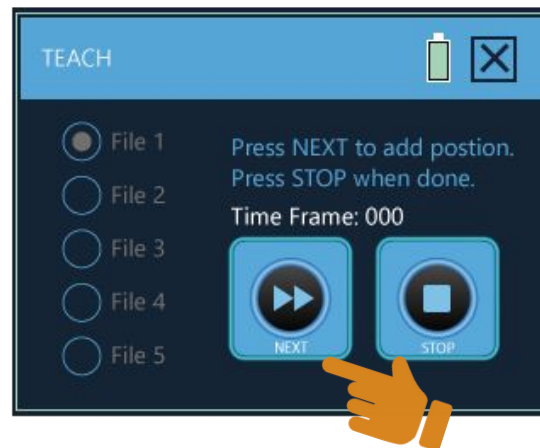 TEACH
File 1
File 2
File 3
File 4
File 5
Press NEXT to add postion.
Press STOP when done.
Time Frame: 000
NEXT
STOP